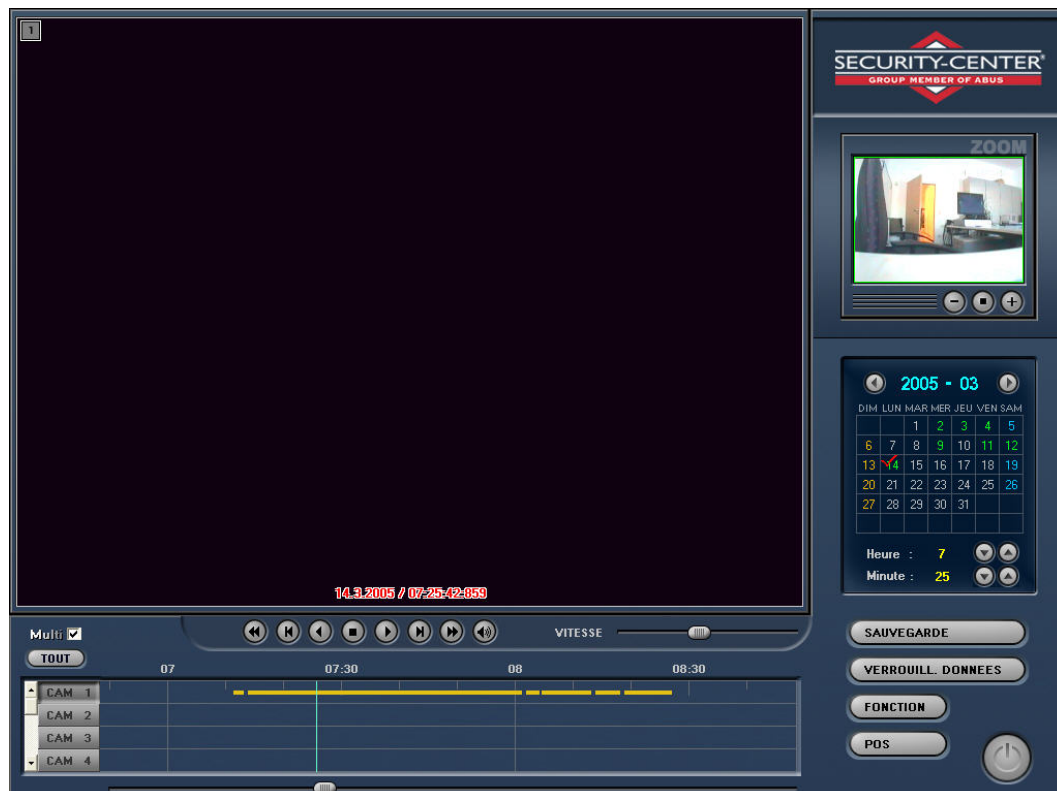 1
SECURITY-CENTER®
GROUP MEMBER OF ABUS
ZOOM
2005 - 03
DIM LUN MAR MER JEU VEN SAM
1 2 3 4 5
6 7 8 9 10 11 12
13 14 15 16 17 18 19
20 21 22 23 24 25 26
27 28 29 30 31
Heure : 7
Minute : 25
14.3.2005 / 07:25:42:859
Multi
VITESSE
TOUT
07 07:30 08 08:30
CAM 1
CAM 2
CAM 3
CAM 4
SAUVEGARDE
VERROUILL. DONNEES
FONCTION
POS